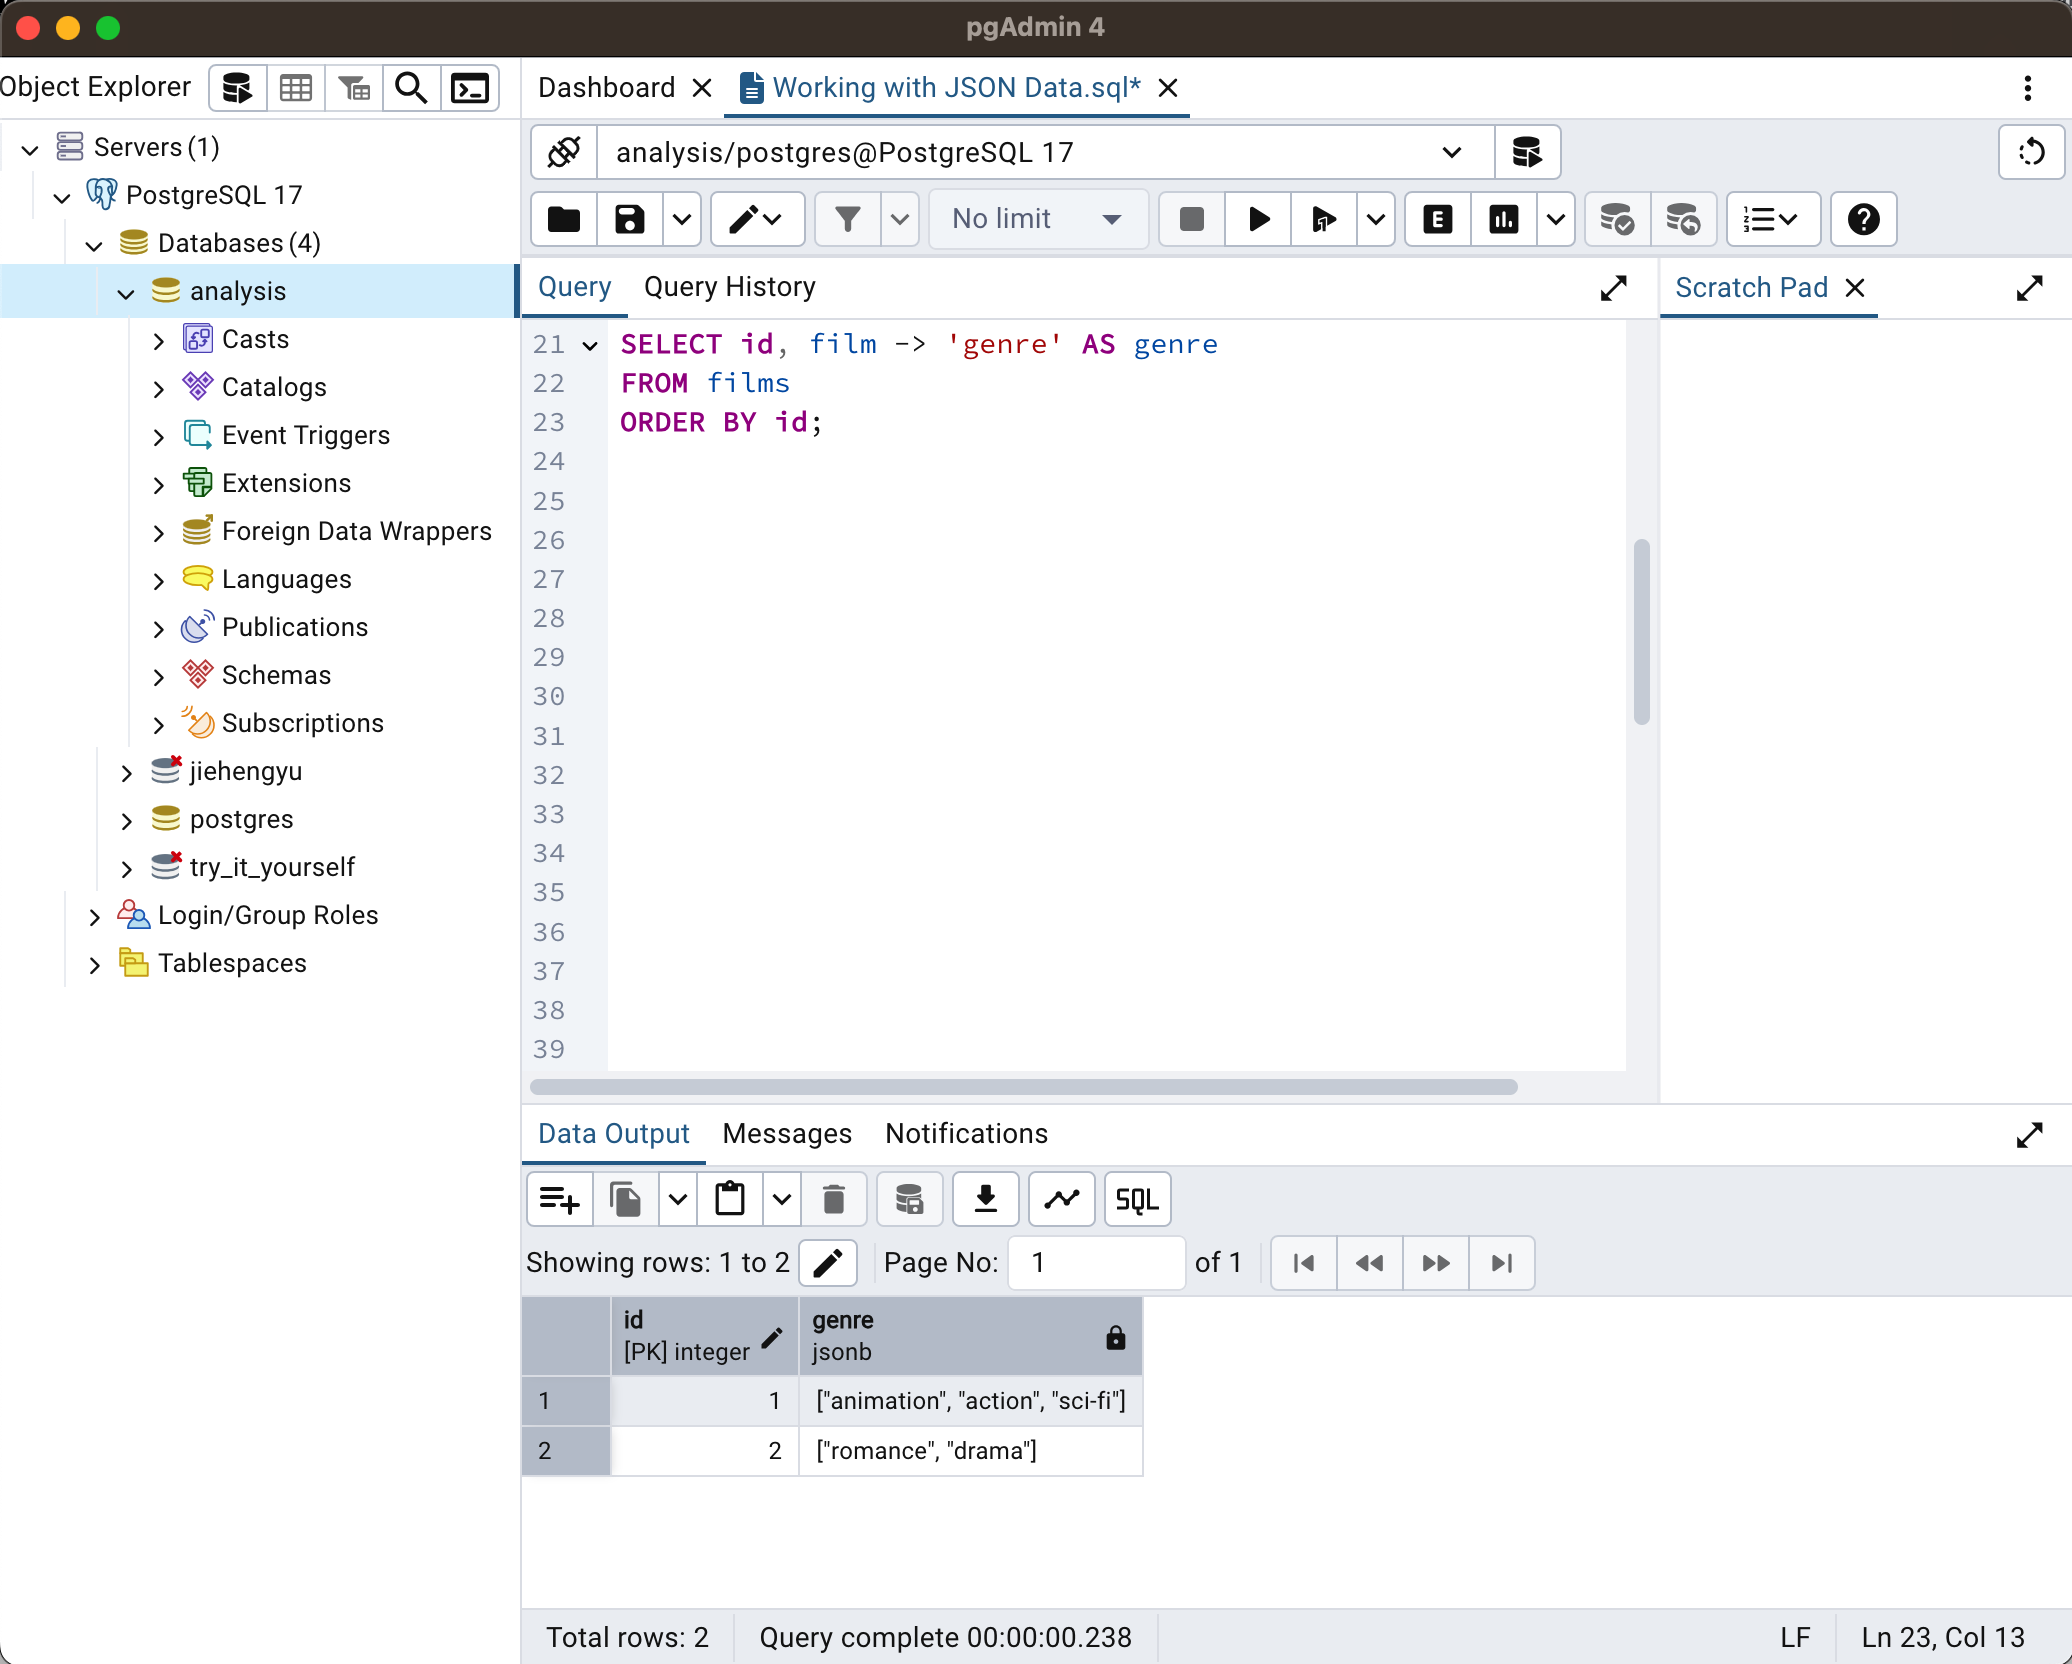 pgAdmin 4
Object Explorer
Dashboard
Working with JSON Data.sql*
Servers (1)
PostgreSQL 17
Databases (4)
analysis
Casts
Catalogs
Event Triggers
Extensions
Foreign Data Wrappers
Languages
Publications
Schemas
Subscriptions
jiehengyu
postgres
try_it_yourself
Login/Group Roles
Tablespaces
analysis/postgres@PostgreSQL 17
No limit
E
Query
Query History
Scratch Pad
21 SELECT id, film -> 'genre' AS genre
22 FROM films
23 ORDER BY id;
24
25
26
27
28
29
30
31
32
33
34
35
36
37
38
39
Data Output
Messages
Notifications
SQL
Showing rows: 1 to 2
Page No: 1 of 1
id
[PK] integer
genre
jsonb
1 1 ["animation", "action", "sci-fi"]
2 2 ["romance", "drama"]
Total rows: 2
Query complete 00:00:00.238
LF
Ln 23, Col 13